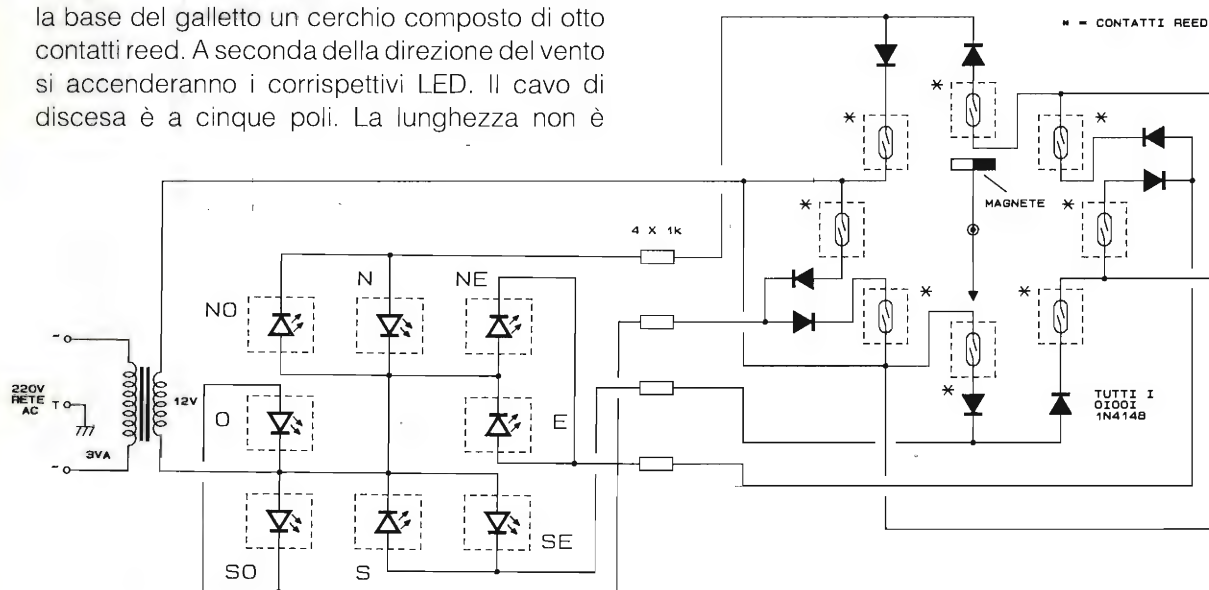 la base del galletto un cerchio composto di otto
contatti reed. A seconda della direzione del vento
si accenderanno i corrispettivi LED. Il cavo di
discesa è a cinque poli. La lunghezza non è
* = CONTATTI REED
*
*
*
*
*
*
*
*
MAGNETE
4 X 1k
N
NE
NO
~
220V
RETE
AC
T
~
3VA
12V
O
E
SO
S
SE
TUTTI I
DIODI
1N4148